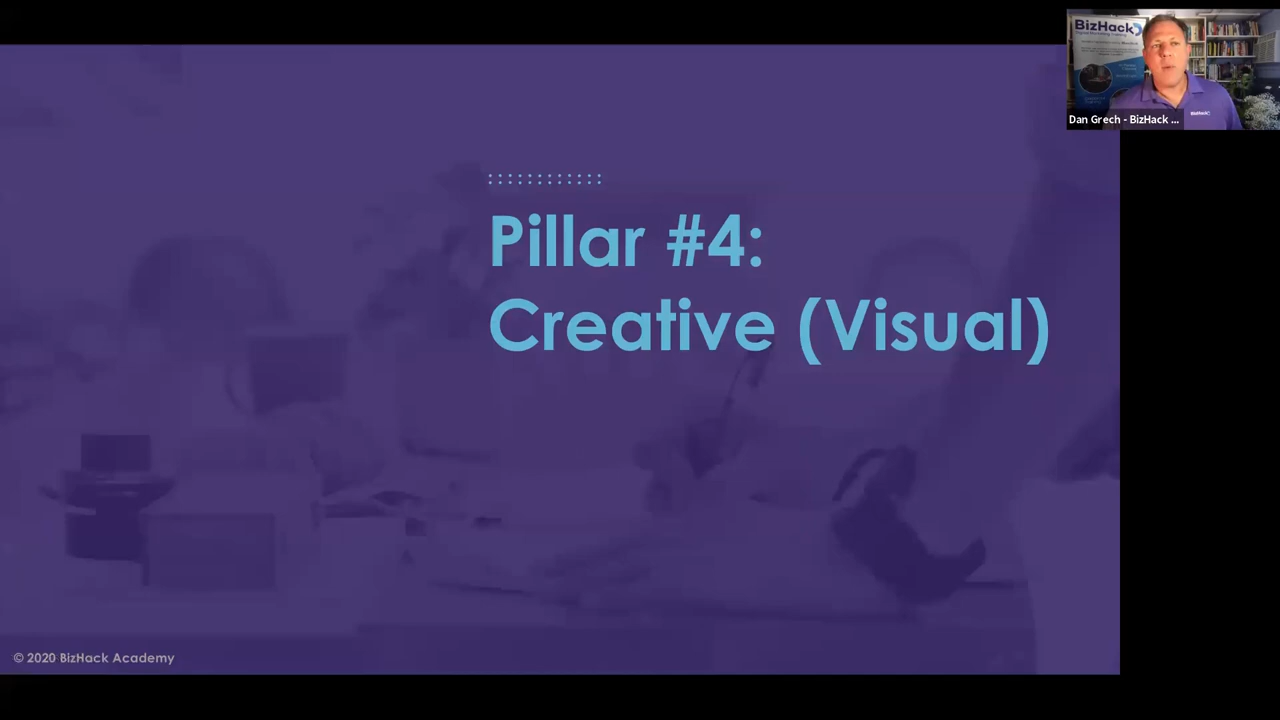 BizHack
Dan Grech - BizHack ...
Pillar #4:
Creative (Visual)
© 2020 BizHack Academy